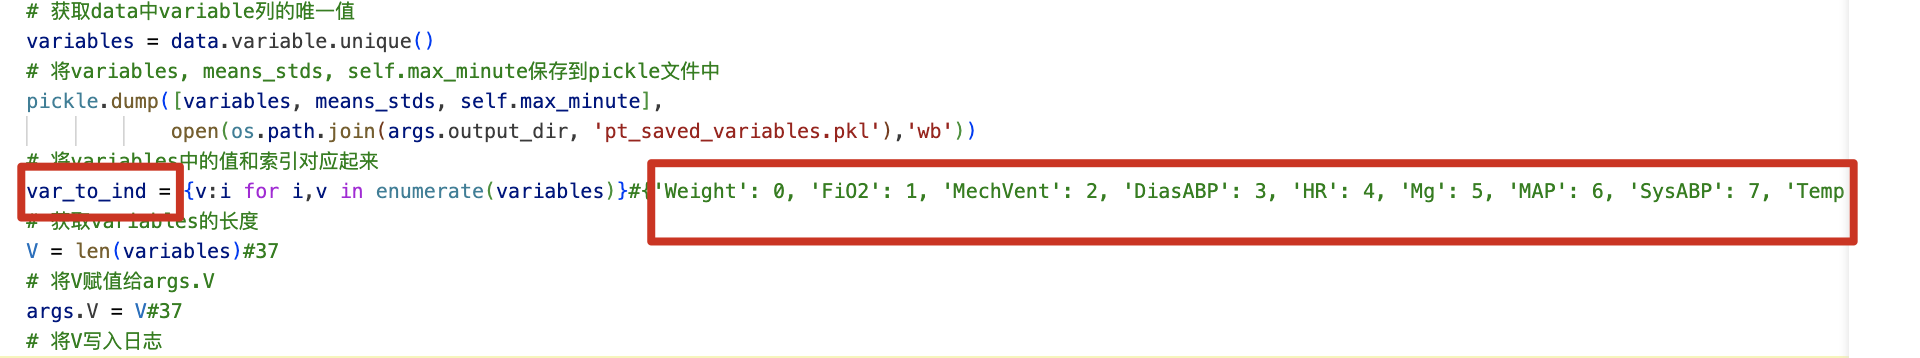 # 获取data中variable列的唯一值
variables = data.variable.unique()
# 将variables, means_stds, self.max_minute保存到pickle文件中
pickle.dump([variables, means_stds, self.max_minute],
open(os.path.join(args.output_dir, 'pt_saved_variables.pkl'),'wb'))
# 将variables中的值和索引对应起来
var_to_ind = {v:i for i,v in enumerate(variables)}#{'Weight': 0, 'FiO2': 1, 'MechVent': 2, 'DiasABP': 3, 'HR': 4, 'Mg': 5, 'MAP': 6, 'SysABP': 7, 'Temp
# 获取variables的长度
V = len(variables)#37
# 将V赋值给args.V
args.V = V#37
# 将V写入日志